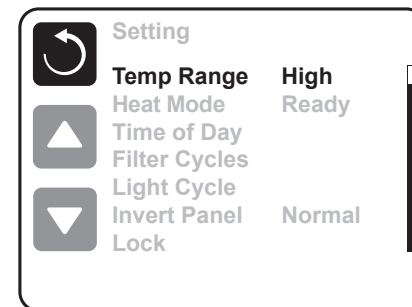 Setting
Temp Range High
Heat Mode Ready
Time of Day
Filter Cycles
Light Cycle
Invert Panel Normal
Lock